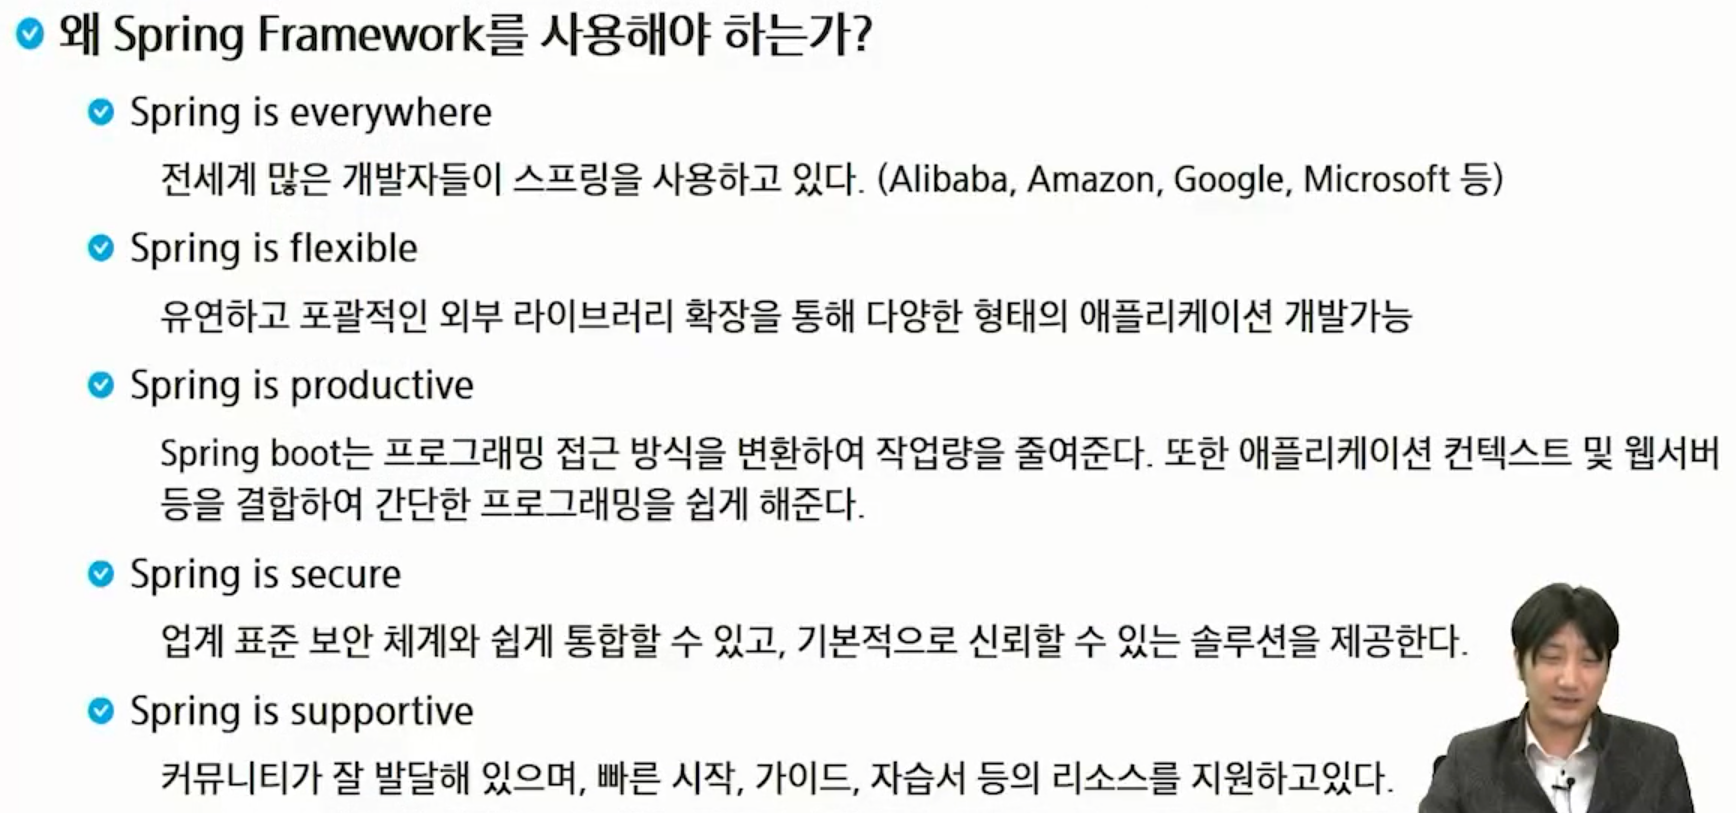 왜 Spring Framework를 사용해야 하는가?
Spring is everywhere
전세계 많은 개발자들이 스프링을 사용하고 있다. (Alibaba, Amazon, Google, Microsoft 등)
Spring is flexible
유연하고 포괄적인 외부 라이브러리 확장을 통해 다양한 형태의 애플리케이션 개발가능
Spring is productive
Spring boot는 프로그래밍 접근 방식을 변환하여 작업량을 줄여준다. 또한 애플리케이션 컨텍스트 및 웹서버
등을 결합하여 간단한 프로그래밍을 쉽게 해준다.
Spring is secure
업계 표준 보안 체계와 쉽게 통합할 수 있고, 기본적으로 신뢰할 수 있는 솔루션을 제공한다.
Spring is supportive
커뮤니티가 잘 발달해 있으며, 빠른 시작, 가이드, 자습서 등의 리소스를 지원하고있다.